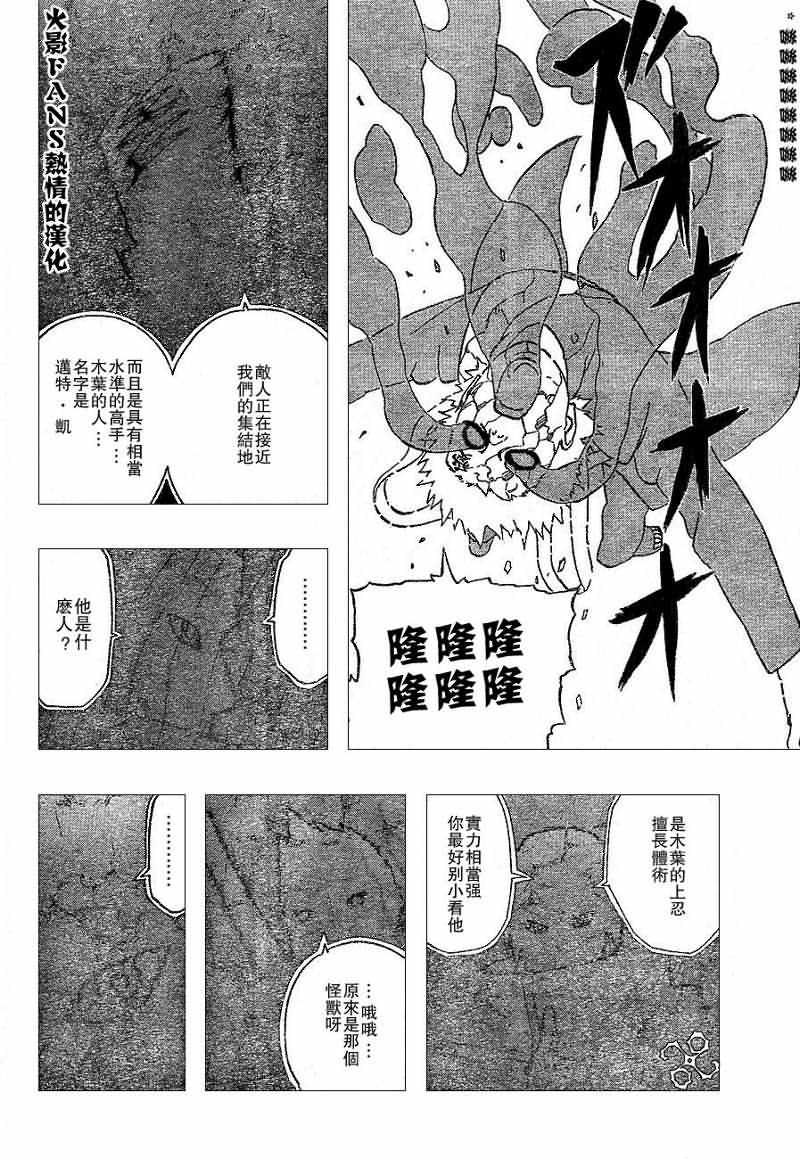 ズオオオオ
隆隆隆
隆隆隆
敵人正在接近
我們的集結地
而且是具有相當
水準的高手…
木葉的人…
名字是
邁特・凱
…………
他是什
麽人？
是木葉的上忍
擅長體術
實力相當强
你最好别小看他
…哦哦…
原來是那個
怪獸呀
…………
火影FANS熱情的漢化